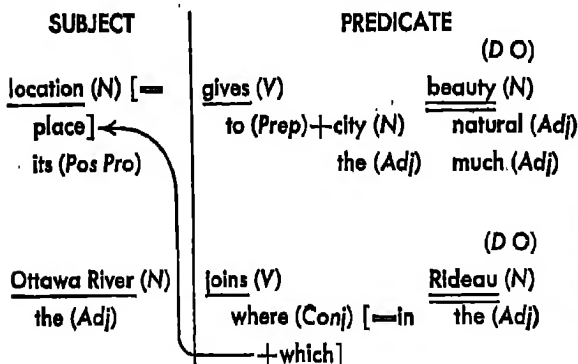 SUBJECT PREDICATE
(D O)
location (N) [= gives (V) beauty (N)
place] to (Prep)+city (N) natural (Adj)
its (Pos Pro) the (Adj) much (Adj)
(D O)
Ottawa River (N) joins (V) Rideau (N)
the (Adj) where (Conj) [=in the (Adj)
+which]